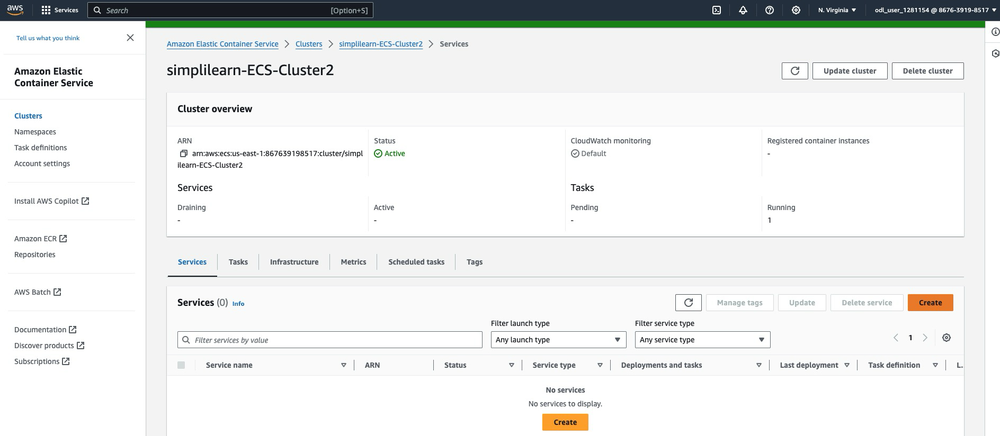 aws
Services
Search
[Option+S]
N. Virginia
odl_user_1281154 @ 8676-3919-8517
Tell us what you think
Amazon Elastic
Container Service
Clusters
Namespaces
Task definitions
Account settings
Install AWS Copilot
Amazon ECR
Repositories
AWS Batch
Documentation
Discover products
Subscriptions
Amazon Elastic Container Service
Clusters
simplilearn-ECS-Cluster2
Services
simplilearn-ECS-Cluster2
Update cluster
Delete cluster
Cluster overview
ARN
arn:aws:ecs:us-east-1:867639198517:cluster/simpl
ilearn-ECS-Cluster2
Status
Active
CloudWatch monitoring
Default
Registered container instances
-
Services
Draining
-
Active
-
Tasks
Pending
-
Running
1
Services
Tasks
Infrastructure
Metrics
Scheduled tasks
Tags
Services (0) Info
Manage tags
Update
Delete service
Create
Filter launch type
Filter service type
Filter services by value
Any launch type
Any service type
1
Service name
ARN
Status
Service type
Deployments and tasks
Last deployment
Task definition
L...
No services
No services to display.
Create